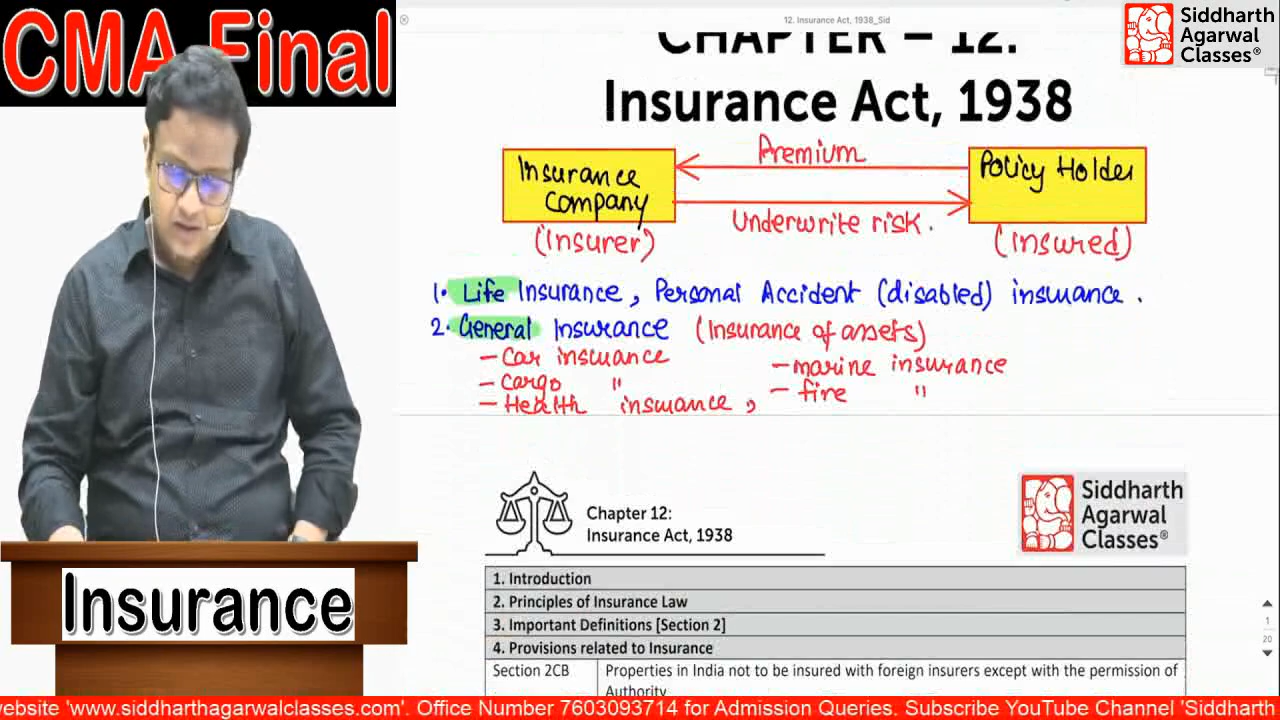 CMA Final
12. Insurance Act, 1938_Sid
Siddharth
Agarwal
Classes®
CHAPTER – 12.
Insurance Act, 1938
Insurance
Company
(Insurer)
Premium
Underwrite risk.
Policy Holder
(Insured)
1. Life Insurance, Personal Accident (disabled) insurance.
2. General Insurance (Insurance of assets)
– Car insurance
– cargo "
– Health insurance,
– marine insurance
– fire "
Chapter 12:
Insurance Act, 1938
Siddharth
Agarwal
Classes®
1. Introduction
2. Principles of Insurance Law
3. Important Definitions [Section 2]
4. Provisions related to Insurance
Section 2CB Properties in India not to be insured with foreign insurers except with the permission of
Authority
1
20
Insurance
ebsite 'www.siddharthagarwalclasses.com'. Office Number 7603093714 for Admission Queries. Subscribe YouTube Channel 'Siddharth